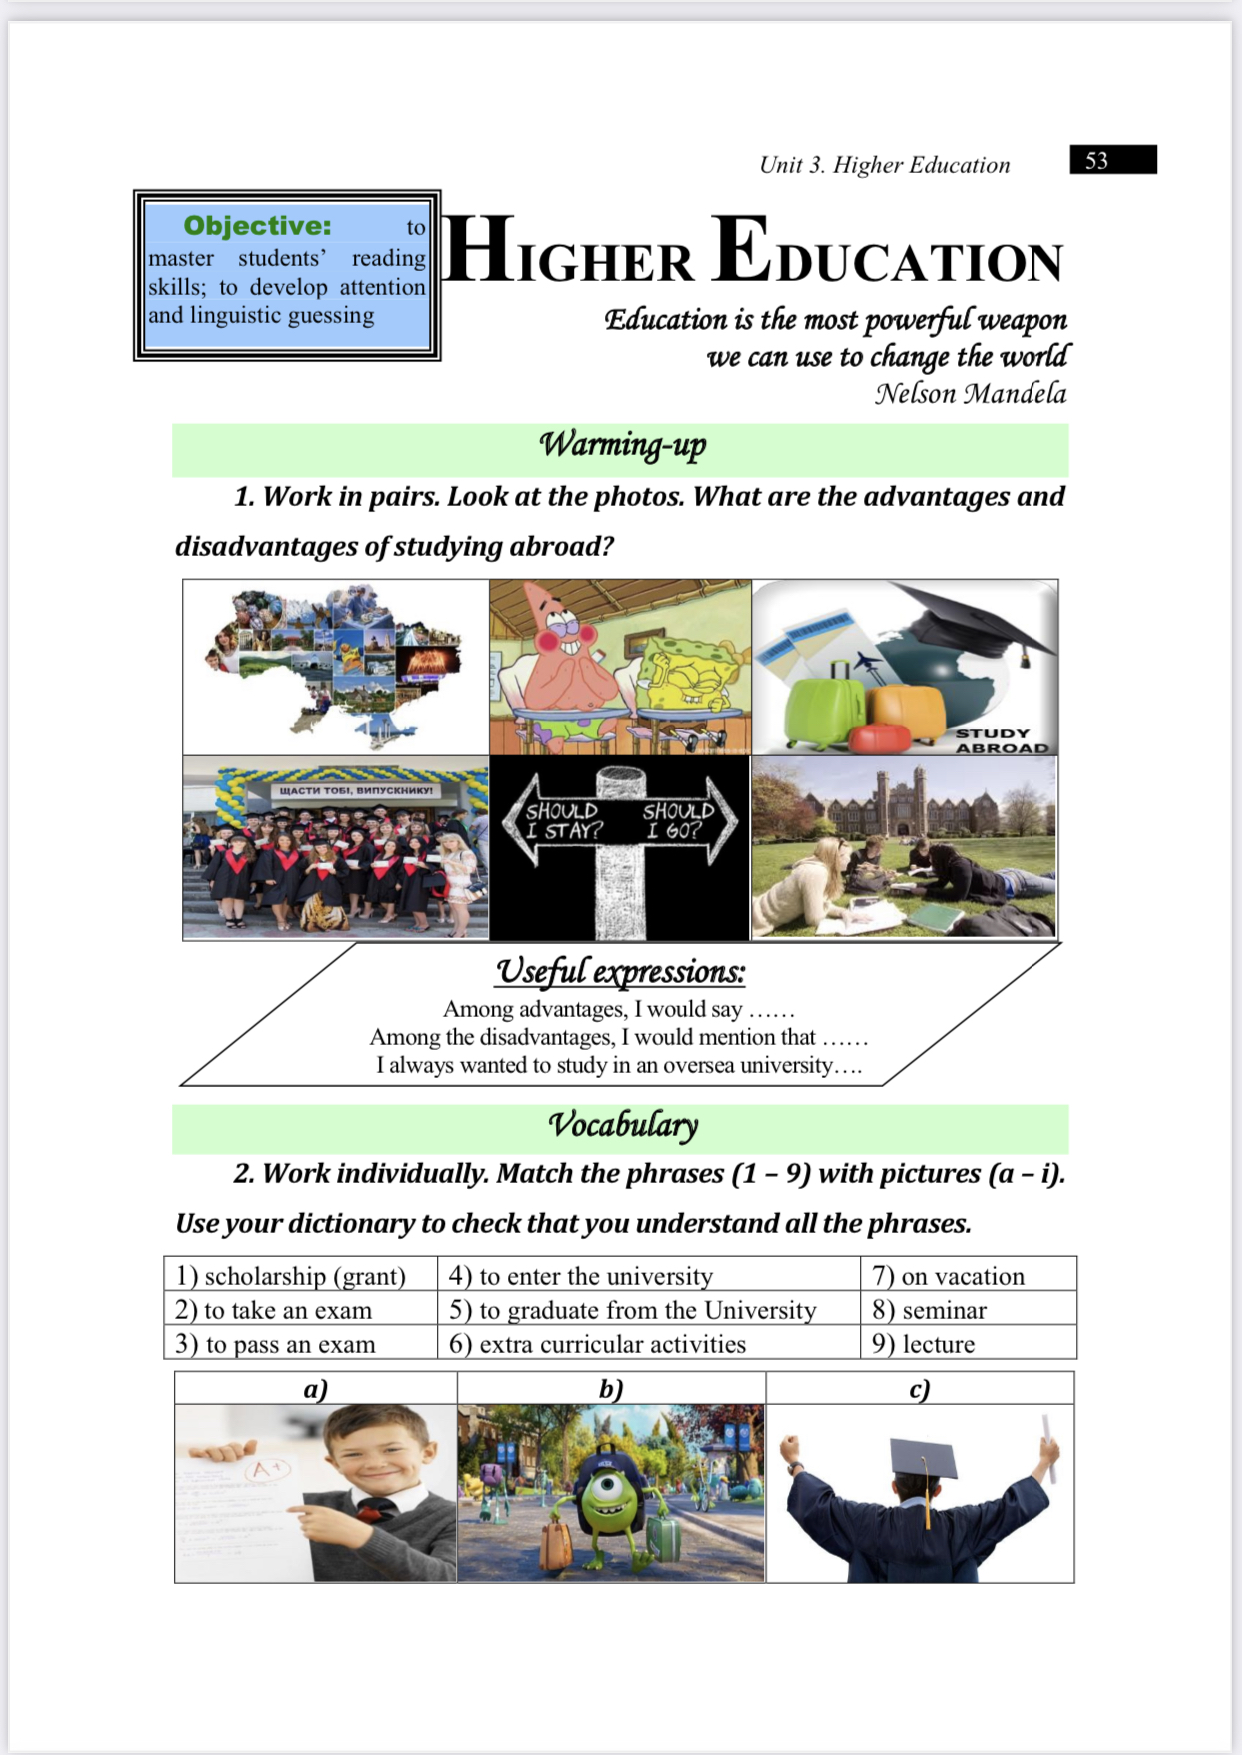 Unit 3. Higher Education
53
Objective: to
master students’ reading
skills; to develop attention
and linguistic guessing
HIGHER EDUCATION
Education is the most powerful weapon
we can use to change the world
Nelson Mandela
Warming-up
1. Work in pairs. Look at the photos. What are the advantages and
disadvantages of studying abroad?
STUDY
ABROAD
ЩАСТИ ТОБІ, ВИПУСКНИКУ!
SHOULD
I STAY?
SHOULD
I GO?
Useful expressions:
Among advantages, I would say ……
Among the disadvantages, I would mention that ……
I always wanted to study in an oversea university….
Vocabulary
2. Work individually. Match the phrases (1 – 9) with pictures (a – i).
Use your dictionary to check that you understand all the phrases.
1) scholarship (grant)
4) to enter the university
7) on vacation
2) to take an exam
5) to graduate from the University
8) seminar
3) to pass an exam
6) extra curricular activities
9) lecture
a)
b)
c)
A+